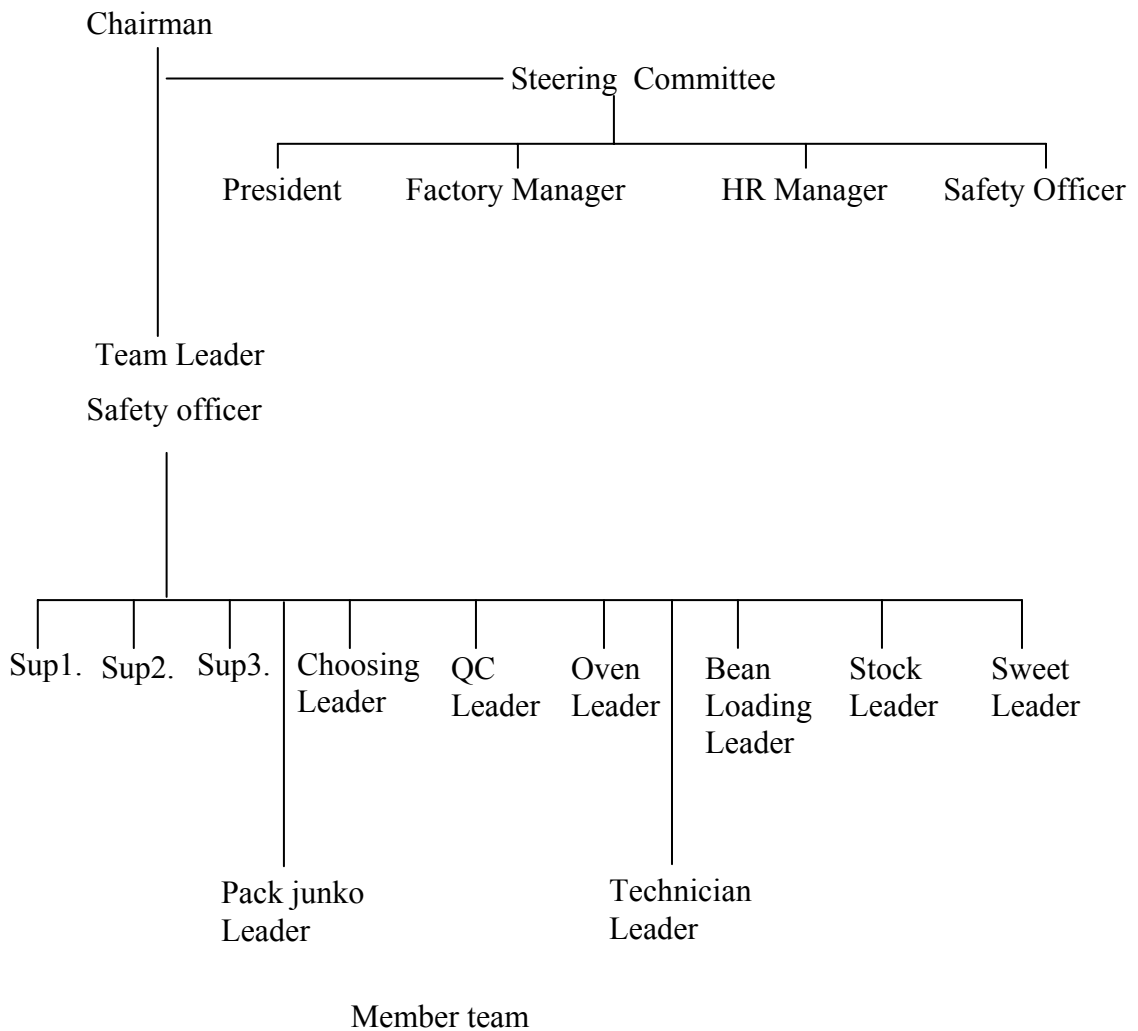 Chairman
Steering Committee
President Factory Manager HR Manager Safety Officer
Team Leader
Safety officer
Sup1. Sup2. Sup3. Choosing QC Oven Bean Stock Sweet
Leader Leader Leader Loading Leader Leader
Leader
Pack junko Technician
Leader Leader
Member team